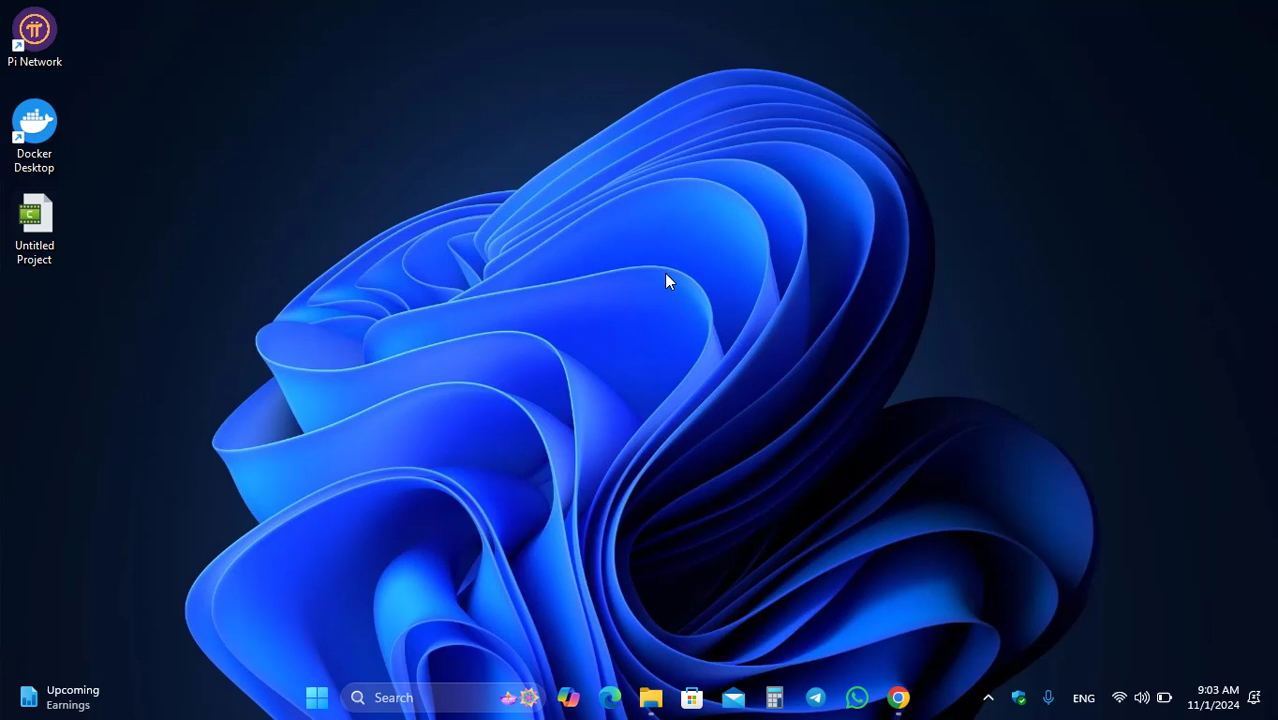 Pi Network
Docker
Desktop
C
Untitled
Project
Upcoming
Earnings
Search
ENG
9:03 AM
11/1/2024